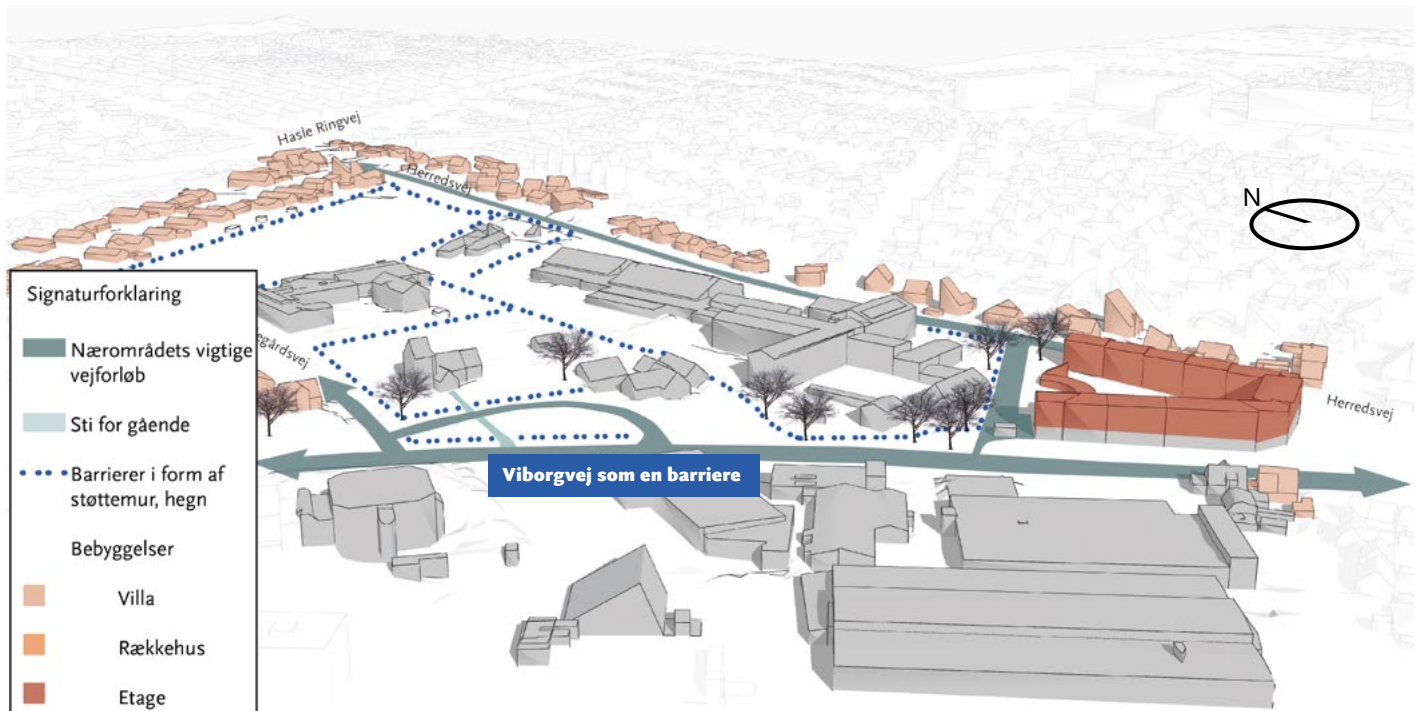 Hasle Ringvej
Herredsvej
N
Signaturforklaring
Nærområdets vigtige
vejforløb
Sti for gående
Barrierer i form af
støttemur, hegn
Bebyggelser
Villa
Rækkehus
Etage
egårdsvej
Herredsvej
Viborgvej som en barriere